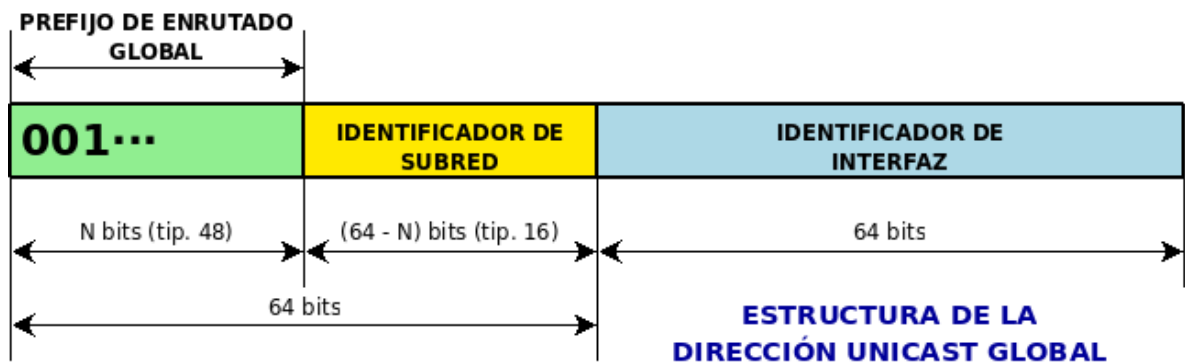 PREFIJO DE ENRUTADO
GLOBAL
001···
IDENTIFICADOR DE
SUBRED
IDENTIFICADOR DE
INTERFAZ
N bits (tip. 48)
(64 - N) bits (tip. 16)
64 bits
64 bits
ESTRUCTURA DE LA
DIRECCIÓN UNICAST GLOBAL